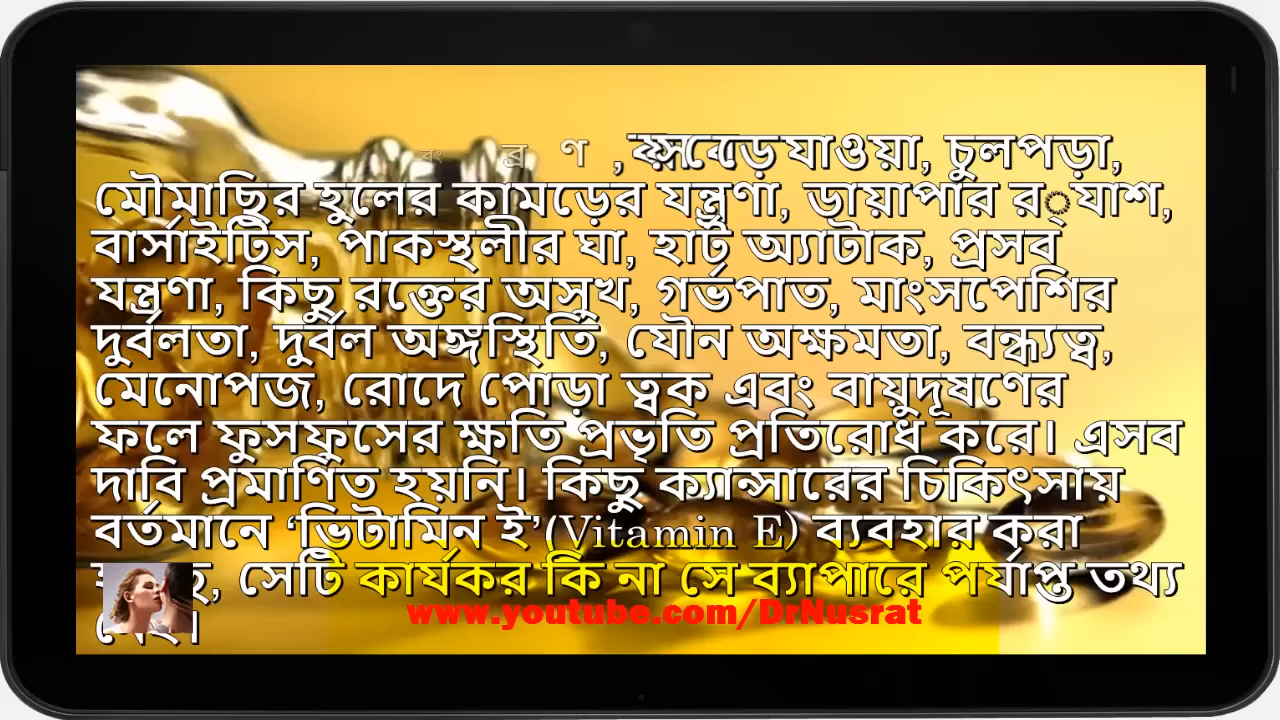 বেড়ে যাওয়া, চুলপড়া,
মৌমাছির হুলের কামড়ের যন্ত্রণা, ডায়াপার র‍্যাশ,
বার্সাইটিস, পাকস্থলীর ঘা, হার্ট অ্যাটাক, প্রসব
যন্ত্রণা, কিছু রক্তের অসুখ, গর্ভপাত, মাংসপেশির
দুর্বলতা, দুর্বল অঙ্গস্থিতি, যৌন অক্ষমতা, বন্ধ্যত্ব,
মেনোপজ, রোদে পোড়া ত্বক এবং বায়ুদূষণের
ফলে ফুসফুসের ক্ষতি প্রভৃতি প্রতিরোধ করে। এসব
দাবি প্রমাণিত হয়নি। কিছু ক্যান্সারের চিকিৎসায়
বর্তমানে ‘ভিটামিন ই’(Vitamin E) ব্যবহার করা
সেটি কার্যকর কি না সে ব্যাপারে পর্যাপ্ত তথ্য
www.youtube.com/DrNusrat